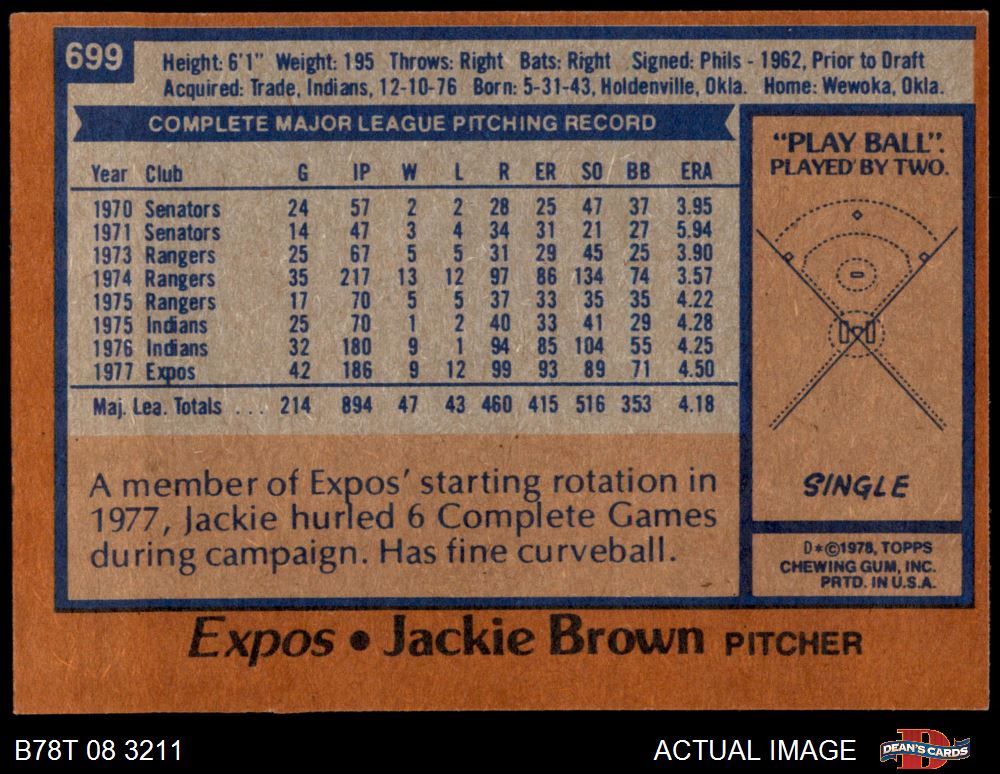 699
Height: 6'1" Weight: 195 Throws: Right Bats: Right Signed: Phils - 1962, Prior to Draft
Acquired: Trade, Indians, 12-10-76 Born: 5-31-43, Holdenville, Okla. Home: Wewoka, Okla.
COMPLETE MAJOR LEAGUE PITCHING RECORD
Year Club G IP W L R ER SO BB ERA
1970 Senators 24 57 2 2 28 25 47 37 3.95
1971 Senators 14 47 3 4 34 31 21 27 5.94
1973 Rangers 25 67 5 5 31 29 45 25 3.90
1974 Rangers 35 217 13 12 97 86 134 74 3.57
1975 Rangers 17 70 5 5 37 33 35 35 4.22
1975 Indians 25 70 1 2 40 33 41 29 4.28
1976 Indians 32 180 9 1 94 85 104 55 4.25
1977 Expos 42 186 9 12 99 93 89 71 4.50
Maj. Lea. Totals ... 214 894 47 43 460 415 516 353 4.18
A member of Expos' starting rotation in
1977, Jackie hurled 6 Complete Games
during campaign. Has fine curveball.
"PLAY BALL".
PLAYED BY TWO.
SINGLE
D*©1978, TOPPS
CHEWING GUM, INC.
PRTD. IN U.S.A.
Expos • Jackie Brown PITCHER
B78T 08 3211
ACTUAL IMAGE
D
DEAN'S CARDS